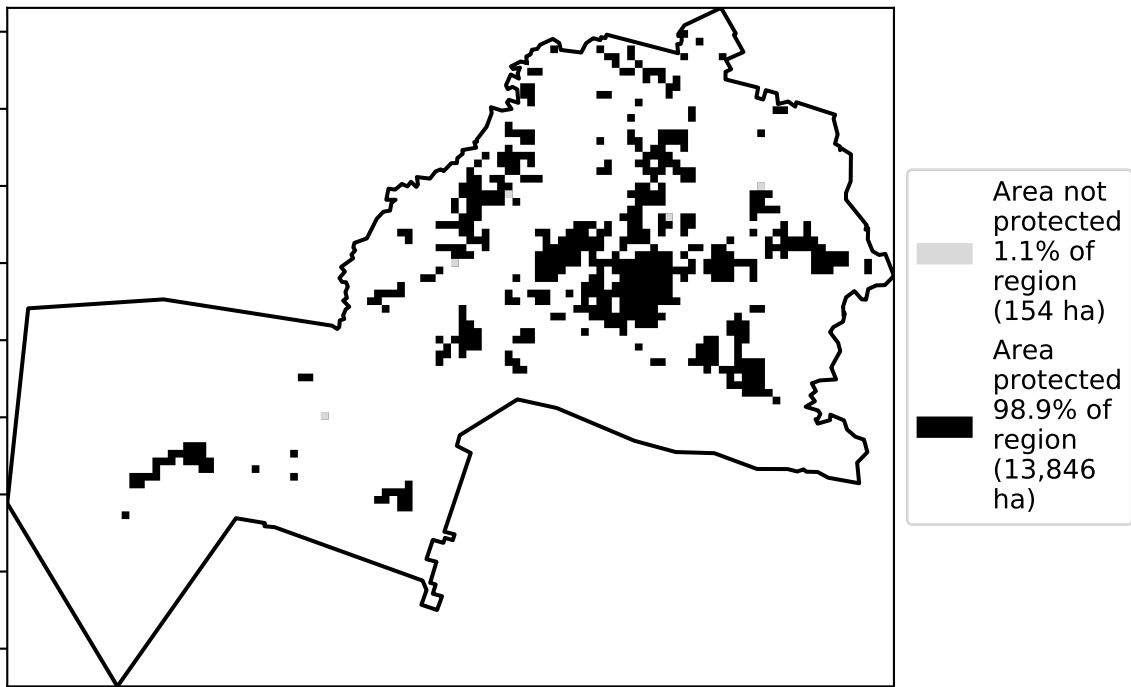 Area not
protected
1.1% of
region
(154 ha)
Area
protected
98.9% of
region
(13,846
ha)